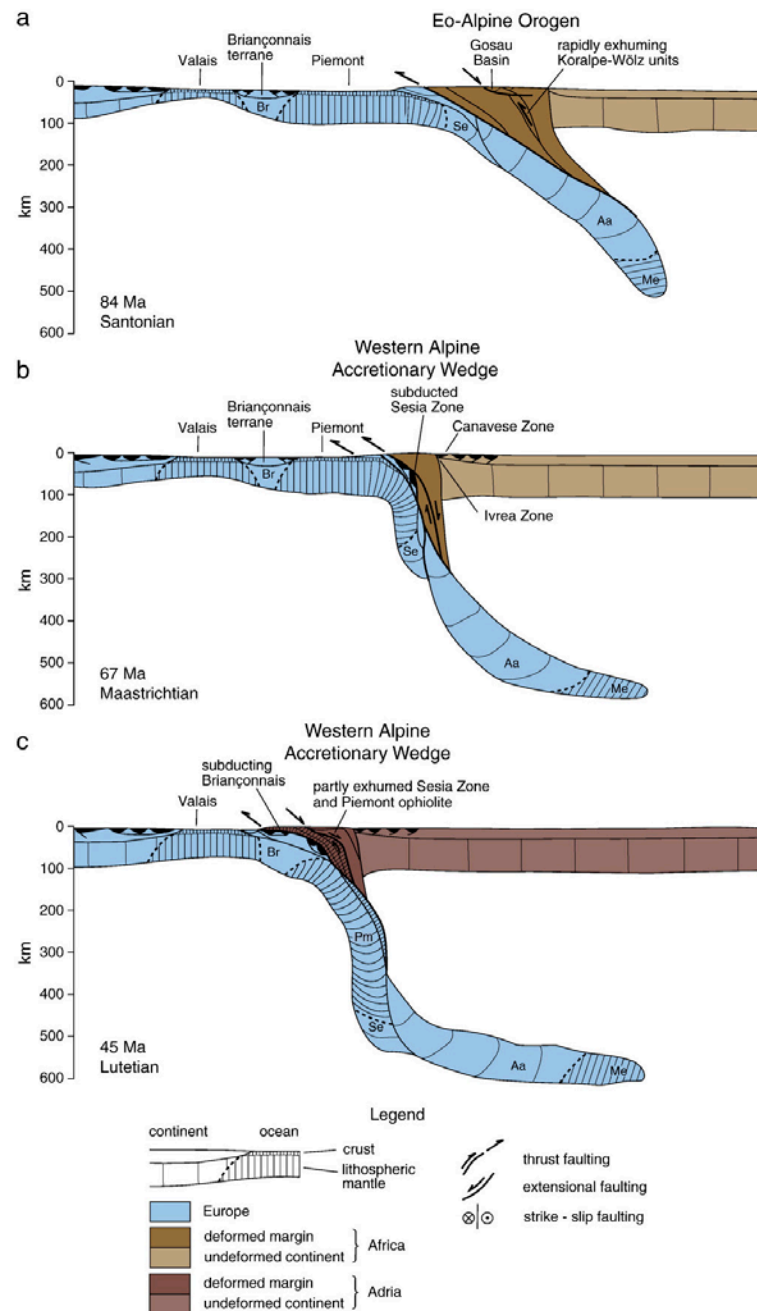 a
Eo-Alpine Orogen
Briançonnais
terrane
Valais
Piemont
Gosau
Basin
rapidly exhuming
Koralpe-Wölz units
0
100
200
300
400
500
600
km
Br
Se
Aa
Me
84 Ma
Santonian
b
Western Alpine
Accretionary Wedge
subducted
Sesia Zone
Briançonnais
terrane
Valais
Piemont
Canavese Zone
Ivrea Zone
0
100
200
300
400
500
600
km
Br
Se
Aa
Me
67 Ma
Maastrichtian
c
Western Alpine
Accretionary Wedge
subducting
Briançonnais
Valais
partly exhumed Sesia Zone
and Piemont ophiolite
0
100
200
300
400
500
600
km
Br
Pm
Se
Aa
Me
45 Ma
Lutetian
Legend
continent ocean
crust
lithospheric
mantle
thrust faulting
extensional faulting
strike - slip faulting
Europe
deformed margin
undeformed continent
Africa
deformed margin
undeformed continent
Adria